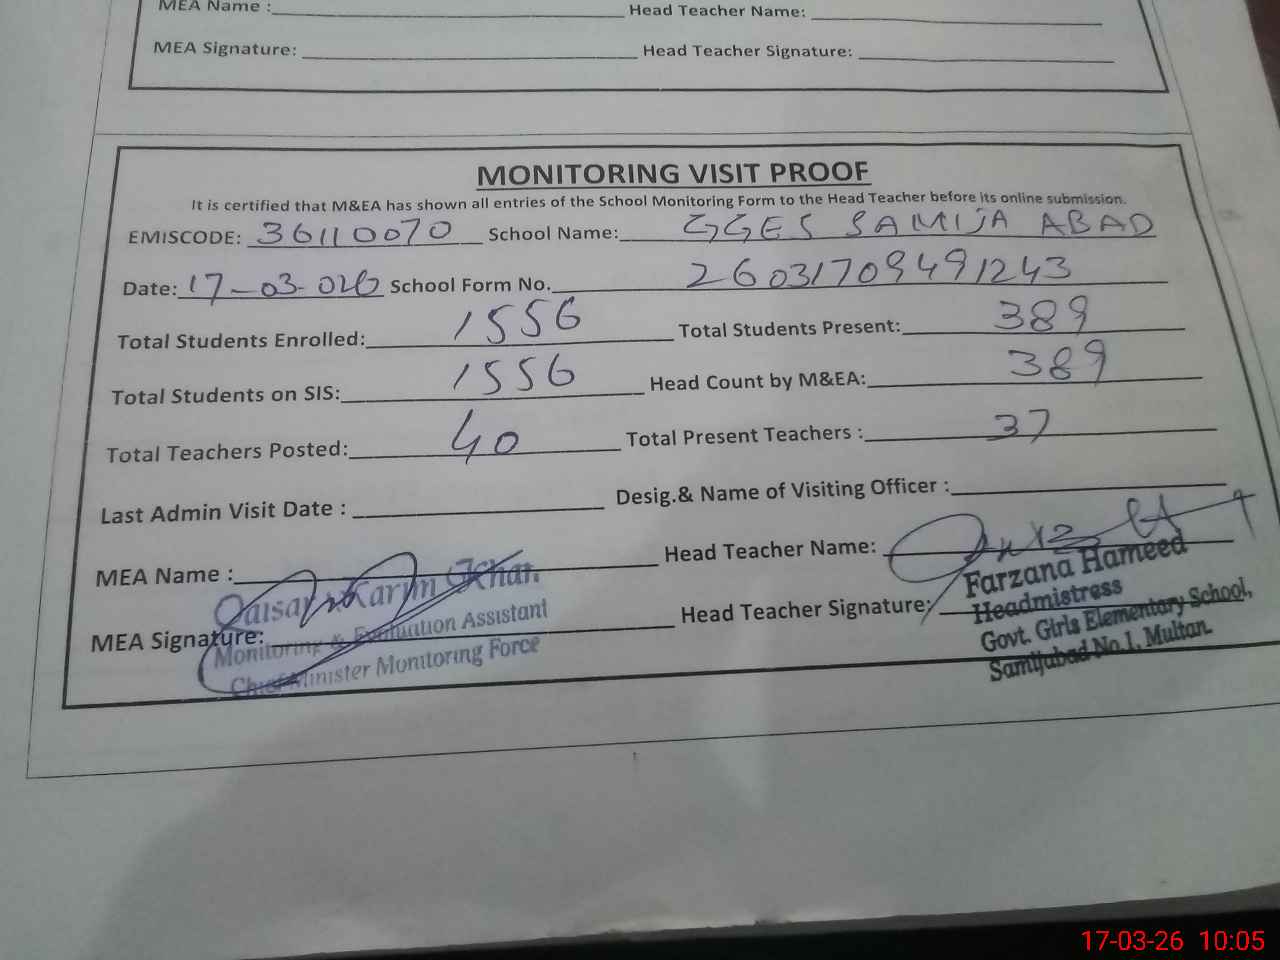 MEA Name :
Head Teacher Name:
MEA Signature:
Head Teacher Signature:
MONITORING VISIT PROOF
It is certified that M&EA has shown all entries of the School Monitoring Form to the Head Teacher before its online submission.
EMISCODE: 36110070 School Name: GGES SAMIJA ABAD
Date: 17-03-026 School Form No. 26031709491243
Total Students Enrolled: 1556 Total Students Present: 389
Total Students on SIS: 1556 Head Count by M&EA: 389
Total Teachers Posted: 40 Total Present Teachers : 37
Last Admin Visit Date : Desig.& Name of Visiting Officer :
MEA Name : Head Teacher Name:
MEA Signature: Head Teacher Signature:
Karim Khan
Monitoring & Evaluation Assistant
Chief Minister Monitoring Force
Farzana Hameed
Headmistress
Govt. Girls Elementary School,
Samijabad No.1, Multan.
17-03-26 10:05